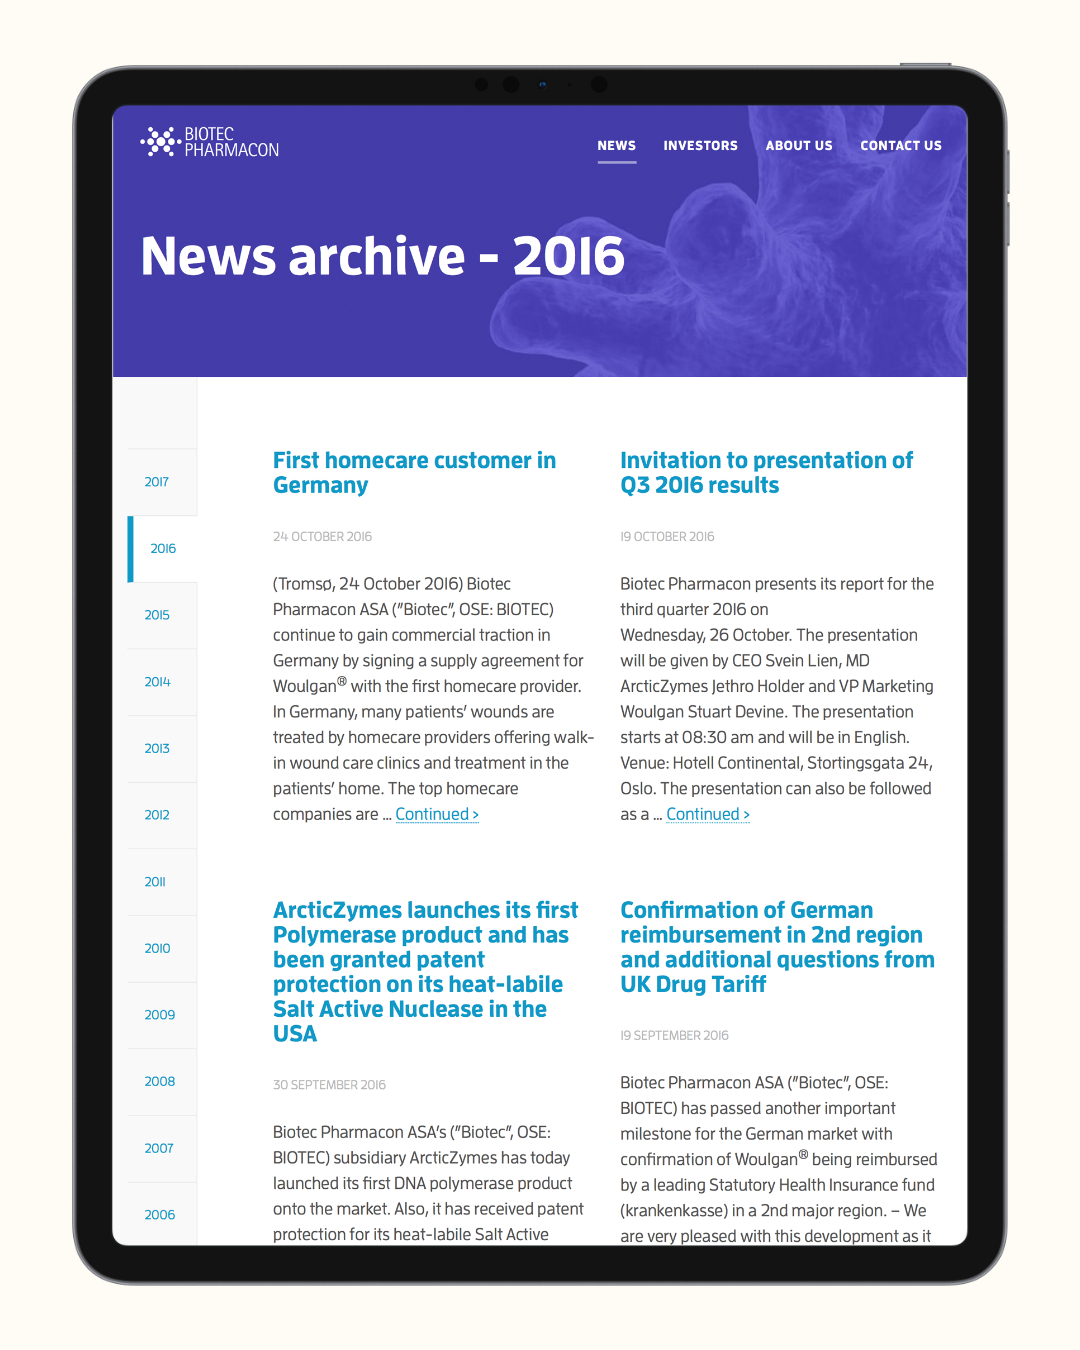 BIOTEC
PHARMACON
NEWS
INVESTORS
ABOUT US
CONTACT US
News archive - 2016
2017
2016
2015
2014
2013
2012
2011
2010
2009
2008
2007
2006
First homecare customer in
Germany
24 OCTOBER 2016
(Tromsø, 24 October 2016) Biotec
Pharmacon ASA ("Biotec", OSE: BIOTEC)
continue to gain commercial traction in
Germany by signing a supply agreement for
Woulgan® with the first homecare provider.
In Germany, many patients' wounds are
treated by homecare providers offering walk-
in wound care clinics and treatment in the
patients' home. The top homecare
companies are ... Continued >
Invitation to presentation of
Q3 2016 results
19 OCTOBER 2016
Biotec Pharmacon presents its report for the
third quarter 2016 on
Wednesday, 26 October. The presentation
will be given by CEO Svein Lien, MD
ArcticZymes Jethro Holder and VP Marketing
Woulgan Stuart Devine. The presentation
starts at 08:30 am and will be in English.
Venue: Hotell Continental, Stortingsgata 24,
Oslo. The presentation can also be followed
as a ... Continued >
ArcticZymes launches its first
Polymerase product and has
been granted patent
protection on its heat-labile
Salt Active Nuclease in the
USA
30 SEPTEMBER 2016
Biotec Pharmacon ASA's ("Biotec", OSE:
BIOTEC) subsidiary ArcticZymes has today
launched its first DNA polymerase product
onto the market. Also, it has received patent
protection for its heat-labile Salt Active
Confirmation of German
reimbursement in 2nd region
and additional questions from
UK Drug Tariff
19 SEPTEMBER 2016
Biotec Pharmacon ASA ("Biotec", OSE:
BIOTEC) has passed another important
milestone for the German market with
confirmation of Woulgan® being reimbursed
by a leading Statutory Health Insurance fund
(krankenkasse) in a 2nd major region. – We
are very pleased with this development as it